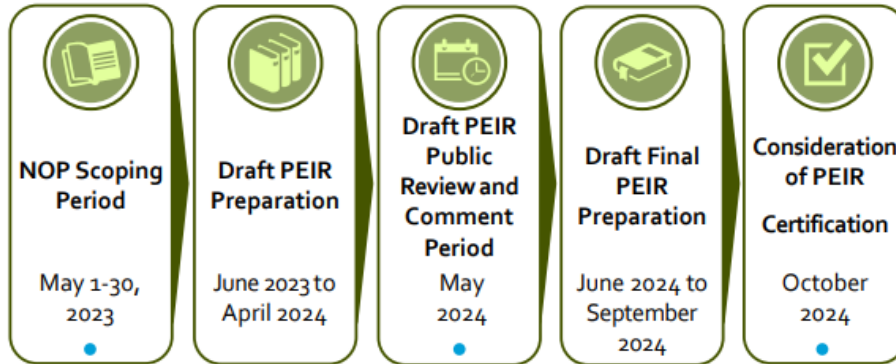 NOP Scoping
Period
May 1-30,
2023
Draft PEIR
Preparation
June 2023 to
April 2024
Draft PEIR
Public
Review and
Comment
Period
May
2024
Draft Final
PEIR
Preparation
June 2024 to
September
2024
Consideration
of PEIR
Certification
October
2024